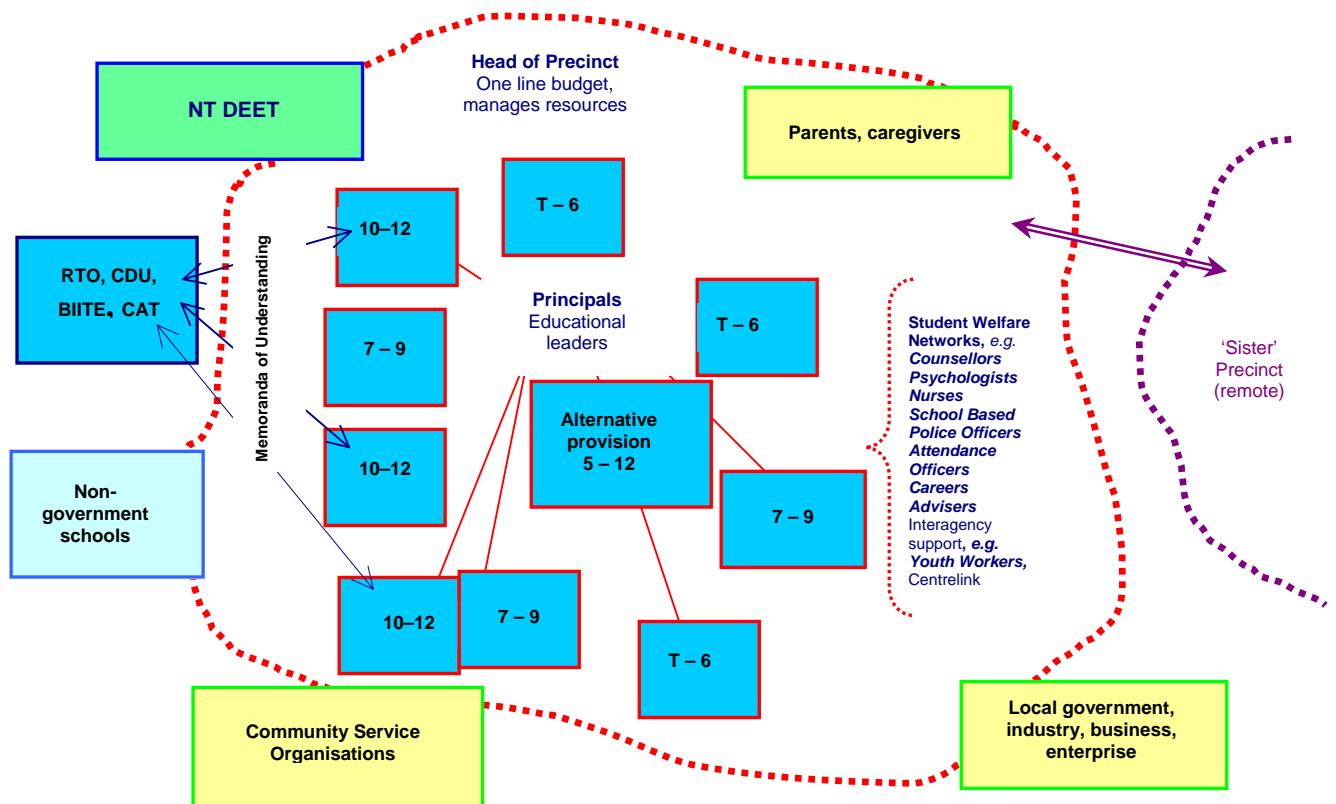 Head of Precinct
One line budget,
manages resources
NT DEET
Parents, caregivers
T – 6
10–12
Memoranda of Understanding
RTO, CDU,
BIITE, CAT
Principals
Educational
leaders
T – 6
7 – 9
Student Welfare
Networks, e.g.
Counsellors
Psychologists
Nurses
School Based
Police Officers
Attendance
Officers
Careers
Advisers
Interagency
support, e.g.
Youth Workers,
Centrelink
‘Sister’
Precinct
(remote)
Alternative
provision
5 – 12
10–12
Non-
government
schools
7 – 9
10–12
7 – 9
T – 6
Community Service
Organisations
Local government,
industry, business,
enterprise